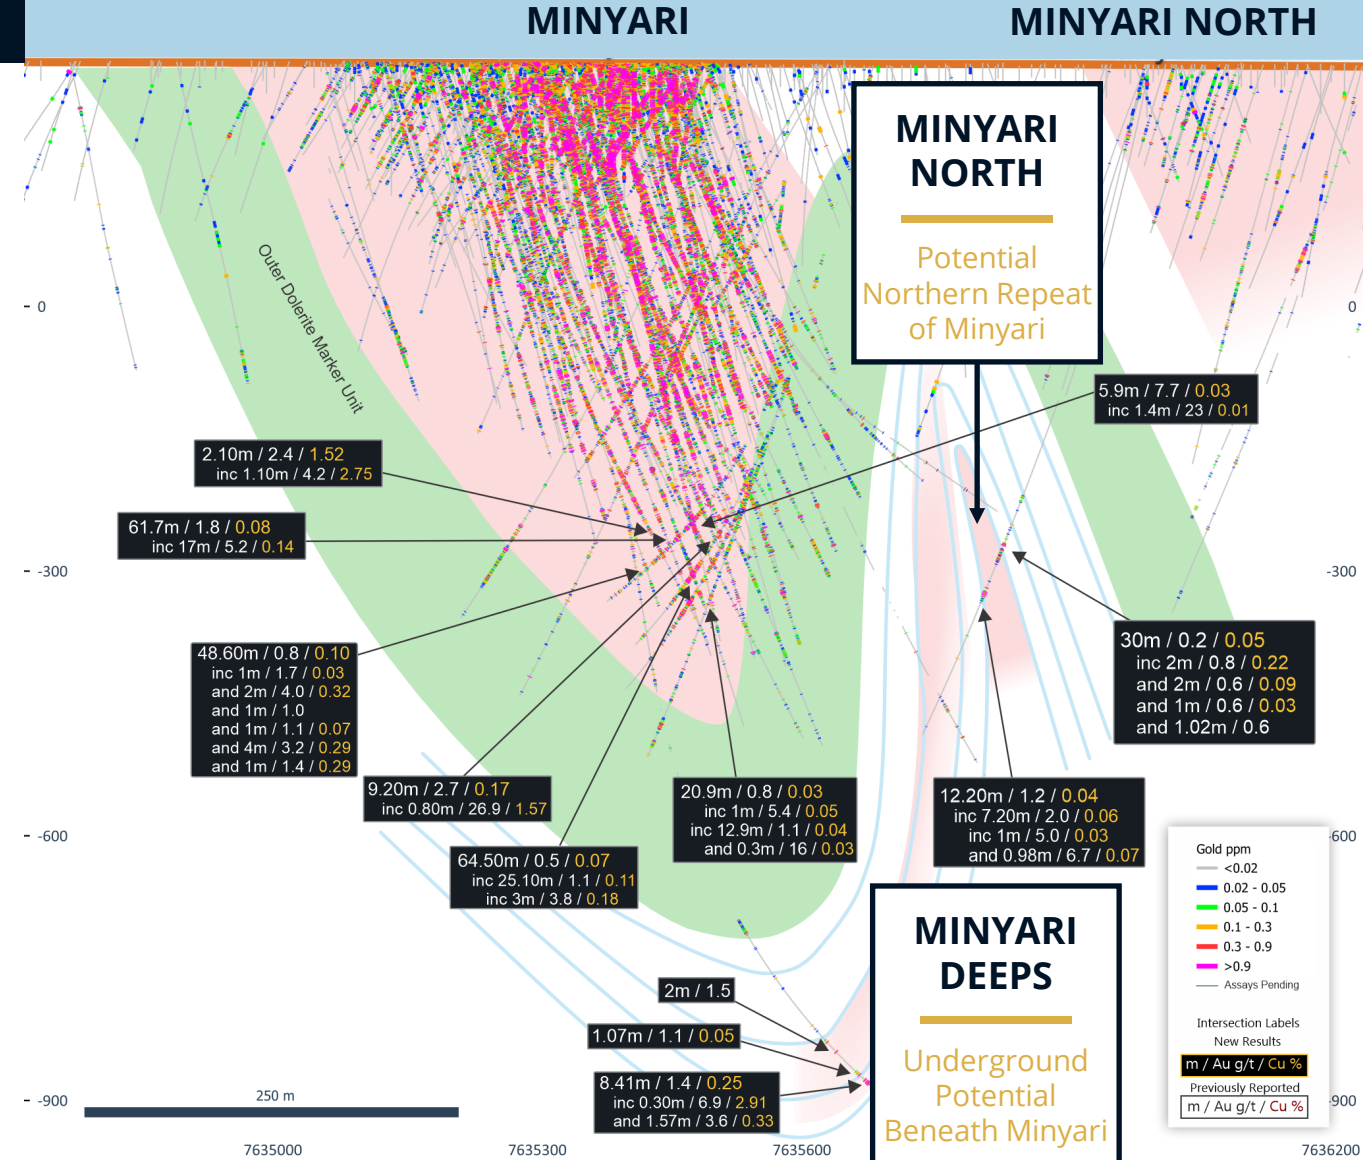 MINYARI
MINYARI NORTH
MINYARI
NORTH
Potential
Northern Repeat
of Minyari
Outer Dolerite Marker Unit
0
0
5.9m / 7.7 / 0.03
inc 1.4m / 23 / 0.01
2.10m / 2.4 / 1.52
inc 1.10m / 4.2 / 2.75
61.7m / 1.8 / 0.08
inc 17m / 5.2 / 0.14
-300
-300
48.60m / 0.8 / 0.10
inc 1m / 1.7 / 0.03
and 2m / 4.0 / 0.32
and 1m / 1.0
and 1m / 1.1 / 0.07
and 4m / 3.2 / 0.29
and 1m / 1.4 / 0.29
30m / 0.2 / 0.05
inc 2m / 0.8 / 0.22
and 2m / 0.6 / 0.09
and 1m / 0.6 / 0.03
and 1.02m / 0.6
9.20m / 2.7 / 0.17
inc 0.80m / 26.9 / 1.57
20.9m / 0.8 / 0.03
inc 1m / 5.4 / 0.05
inc 12.9m / 1.1 / 0.04
and 0.3m / 16 / 0.03
12.20m / 1.2 / 0.04
inc 7.20m / 2.0 / 0.06
inc 1m / 5.0 / 0.03
and 0.98m / 6.7 / 0.07
-600
600
64.50m / 0.5 / 0.07
inc 25.10m / 1.1 / 0.11
inc 3m / 3.8 / 0.18
MINYARI
DEEPS
Underground
Potential
Beneath Minyari
2m / 1.5
1.07m / 1.1 / 0.05
8.41m / 1.4 / 0.25
inc 0.30m / 6.9 / 2.91
and 1.57m / 3.6 / 0.33
Gold ppm
<0.02
0.02 - 0.05
0.05 - 0.1
0.1 - 0.3
0.3 - 0.9
>0.9
Assays Pending
Intersection Labels
New Results
m / Au g/t / Cu %
Previously Reported
m / Au g/t / Cu %
-900
900
250 m
7635000
7635300
7635600
7636200